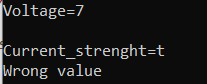 Voltage=7
Current_strenght=t
Wrong value